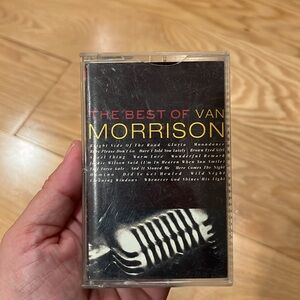 THE BEST OF VAN
MORRISON
Bright Side Of The Road Gloria Moondance
Baby Please Don't Go Have I Told You Lately Brown Eyed Girl
Sweet Thing Warm Love Wonderful Remark
Jackie Wilson Said (I'm In Heaven When You Smile)
Full Force Gale And It Stoned Me Here Comes The Night
Domino Did Ye Get Healed Wild Night
Cleaning Windows Whenever God Shines His Light